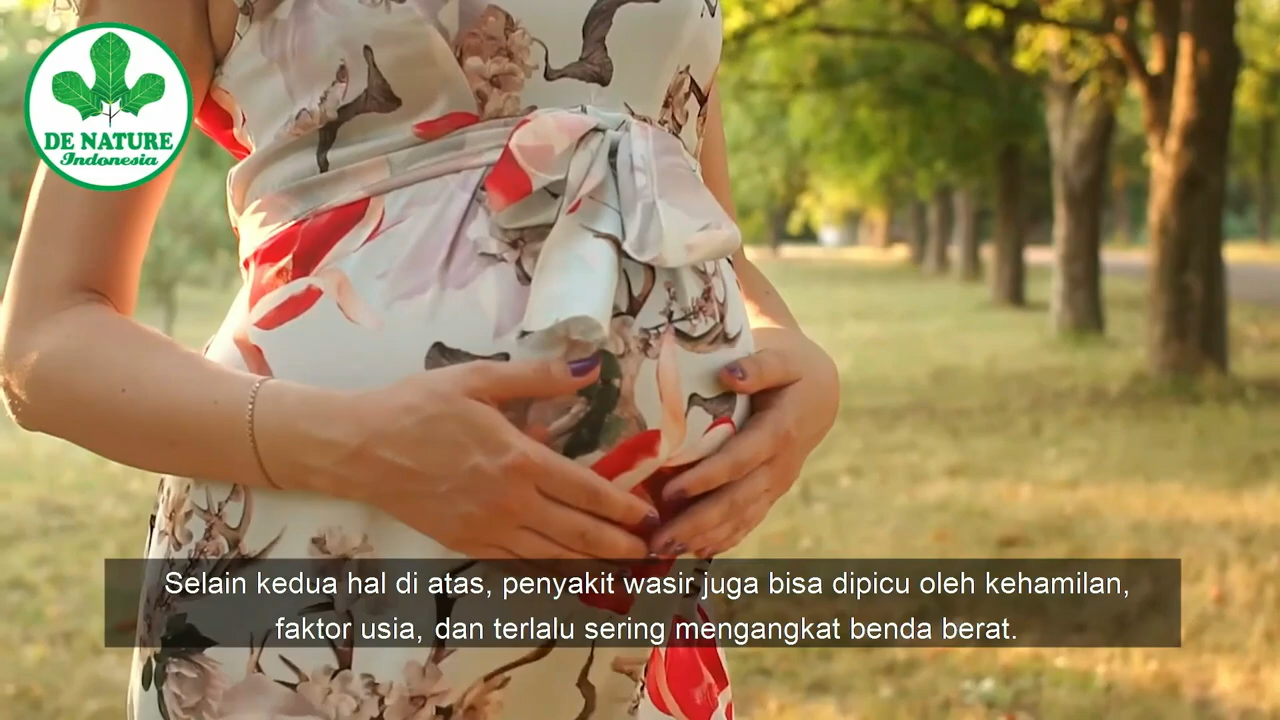 DE NATURE
Indonesia
Selain kedua hal di atas, penyakit wasir juga bisa dipicu oleh kehamilan,
faktor usia, dan terlalu sering mengangkat benda berat.